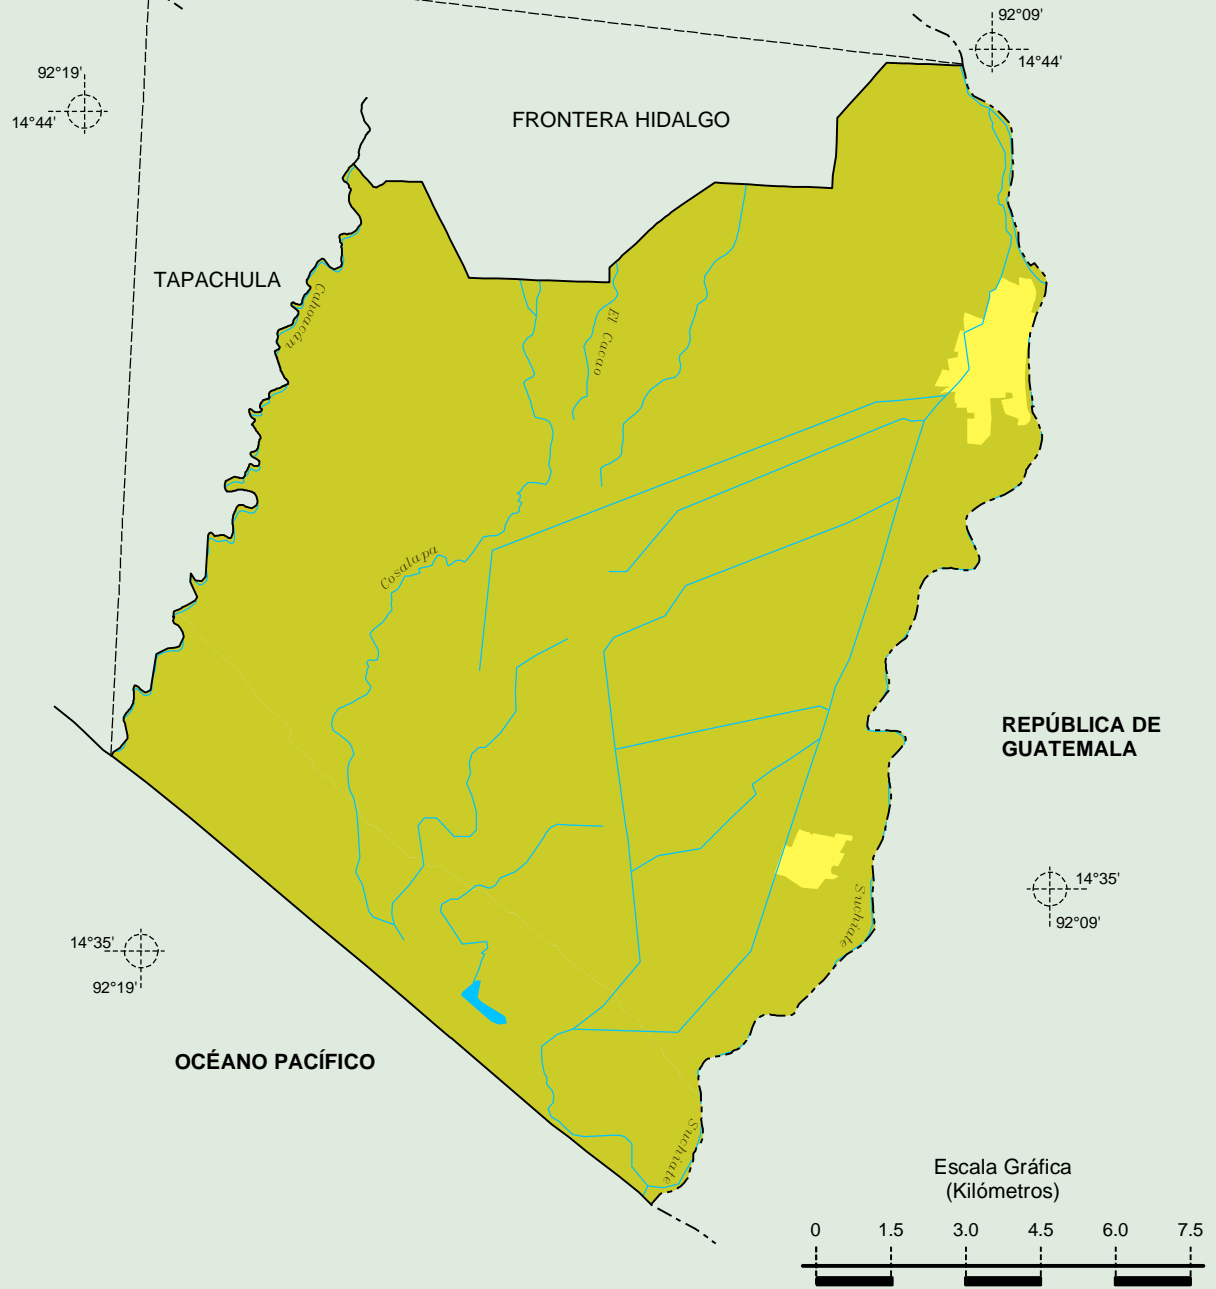 92°09'
14°44'
92°19'
14°44'
FRONTERA HIDALGO
TAPACHULA
Cahoacán
El Cacao
Cosalapa
REPÚBLICA DE
GUATEMALA
14°35'
92°09'
Suchiate
14°35'
92°19'
OCÉANO PACÍFICO
Suchiate
Escala Gráfica
(Kilómetros)
0 1.5 3.0 4.5 6.0 7.5